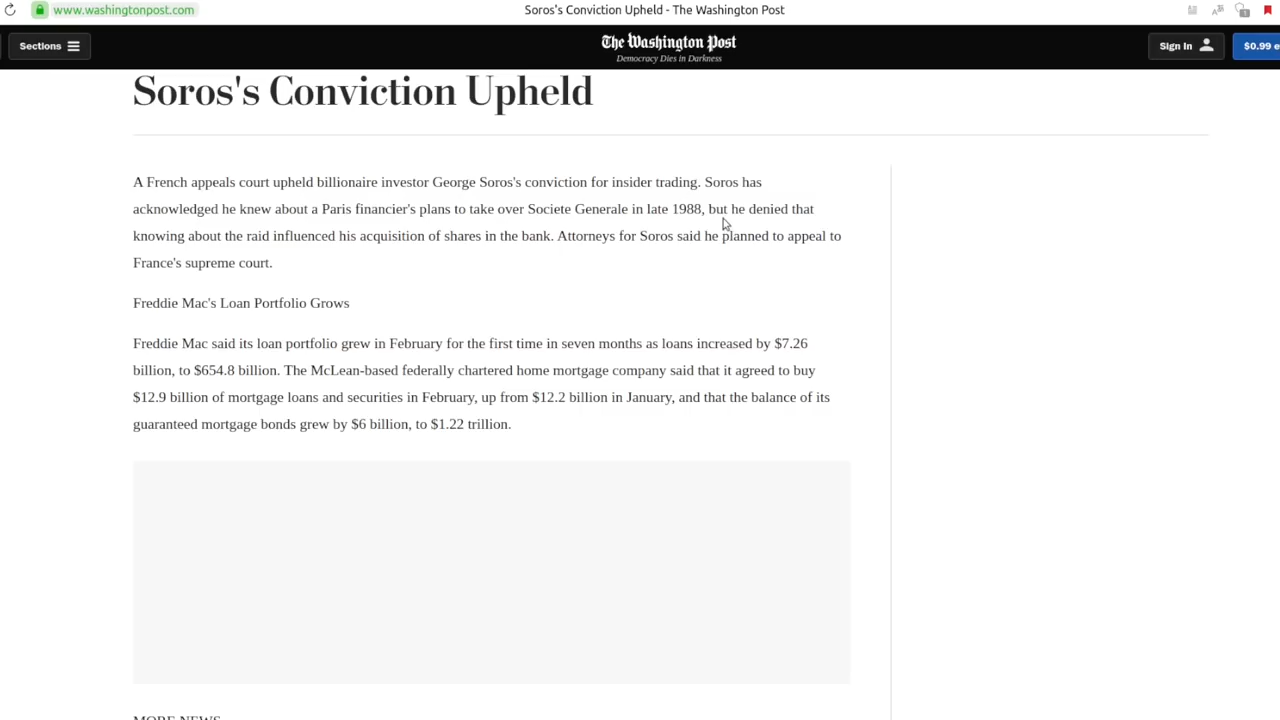 www.washingtonpost.com
Soros's Conviction Upheld - The Washington Post
Sections
The Washington Post
Democracy Dies in Darkness
Sign In
$0.99 e
Soros's Conviction Upheld
A French appeals court upheld billionaire investor George Soros's conviction for insider trading. Soros has
acknowledged he knew about a Paris financier's plans to take over Societe Generale in late 1988, but he denied that
knowing about the raid influenced his acquisition of shares in the bank. Attorneys for Soros said he planned to appeal to
France's supreme court.
Freddie Mac's Loan Portfolio Grows
Freddie Mac said its loan portfolio grew in February for the first time in seven months as loans increased by $7.26
billion, to $654.8 billion. The McLean-based federally chartered home mortgage company said that it agreed to buy
$12.9 billion of mortgage loans and securities in February, up from $12.2 billion in January, and that the balance of its
guaranteed mortgage bonds grew by $6 billion, to $1.22 trillion.
MORE NEWS